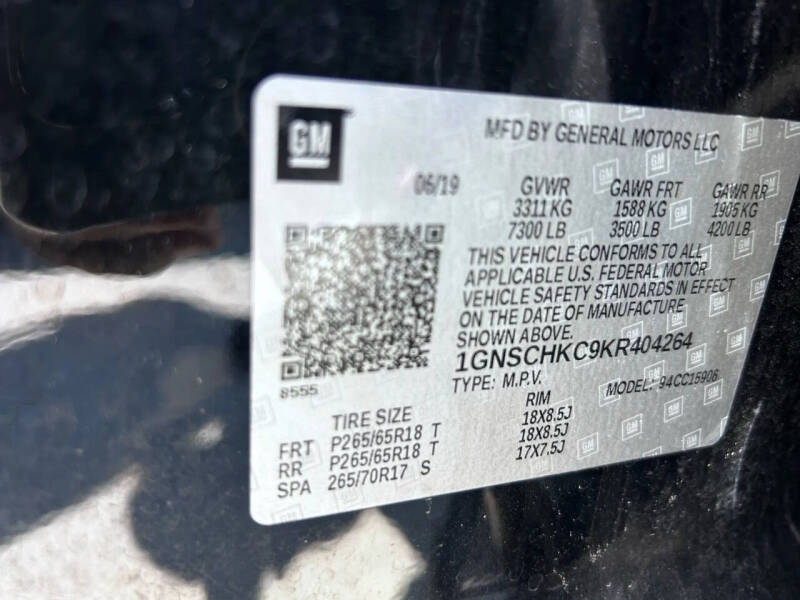 GM
MFD BY GENERAL MOTORS LLC
06/19 GVWR GAWR FRT GAWR RR
3311 KG 1588 KG 1905 KG
7300 LB 3500 LB 4200 LB
THIS VEHICLE CONFORMS TO ALL
APPLICABLE U.S. FEDERAL MOTOR
VEHICLE SAFETY STANDARDS IN EFFECT
ON THE DATE OF MANUFACTURE
SHOWN ABOVE.
1GNSCHKC9KR404264
8555
TYPE: M.P.V. MODEL: 94CC15906
TIRE SIZE RIM
FRT P265/65R18 T 18X8.5J
RR P265/65R18 T 18X8.5J
SPA 265/70R17 S 17X7.5J